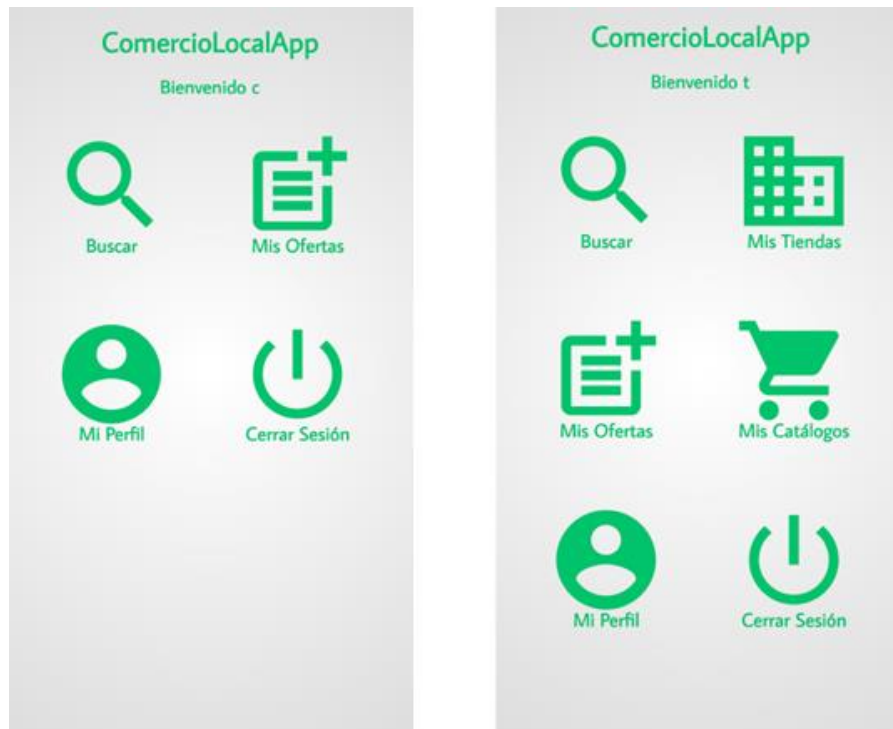 ComercioLocalApp
Bienvenido c
Buscar
Mis Ofertas
Mi Perfil
Cerrar Sesión
ComercioLocalApp
Bienvenido t
Buscar
Mis Tiendas
Mis Ofertas
Mis Catálogos
Mi Perfil
Cerrar Sesión